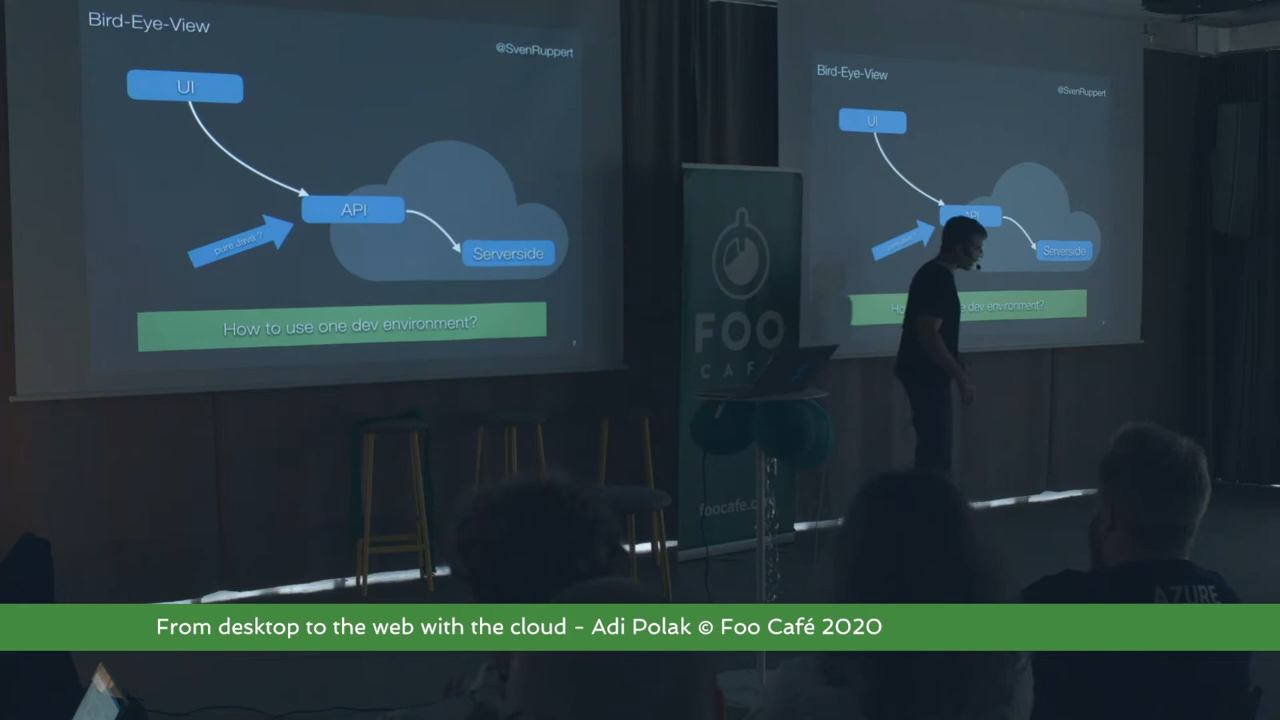 Bird-Eye-View
@SvenRuppert
UI
API
pure Java ?
Serverside
How to use one dev environment?
Bird-Eye-View
@SvenRuppert
UI
API
Serverside
dev environment?
FOO
foocafe.
AZURE
From desktop to the web with the cloud - Adi Polak © Foo Café 2020